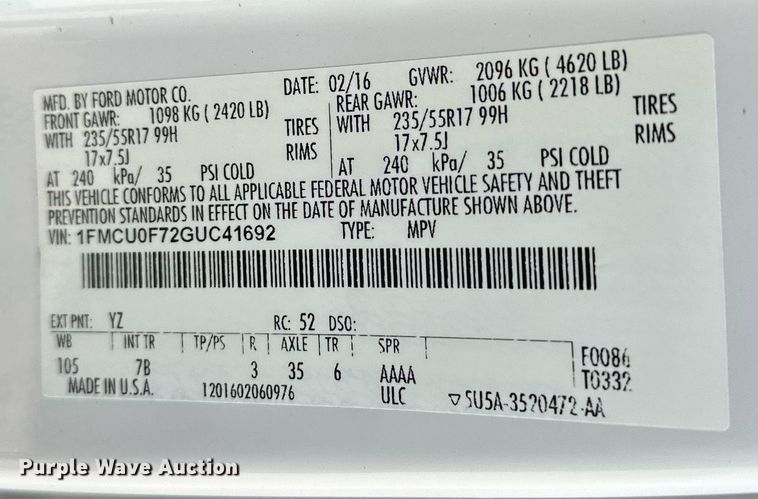 MFD. BY FORD MOTOR CO. DATE: 02/16 GVWR: 2096 KG ( 4620 LB)
FRONT GAWR: 1098 KG ( 2420 LB) REAR GAWR: 1006 KG ( 2218 LB)
WITH 235/55R17 99H TIRES WITH 235/55R17 99H TIRES
17x7.5J RIMS 17x7.5J RIMS
AT 240 kPa/ 35 PSI COLD AT 240 kPa/ 35 PSI COLD
THIS VEHICLE CONFORMS TO ALL APPLICABLE FEDERAL MOTOR VEHICLE SAFETY AND THEFT
PREVENTION STANDARDS IN EFFECT ON THE DATE OF MANUFACTURE SHOWN ABOVE.
VIN: 1FMCU0F72GUC41692 TYPE: MPV
EXT PNT: YZ RC: 52 DSO:
WB INT TR TP/PS R AXLE TR SPR
105 7B 3 35 6 AAAA F0086
MADE IN U.S.A. 1201602060976 ULC T0332
▽ 5U5A-3520472-AA
Purple Wave Auction